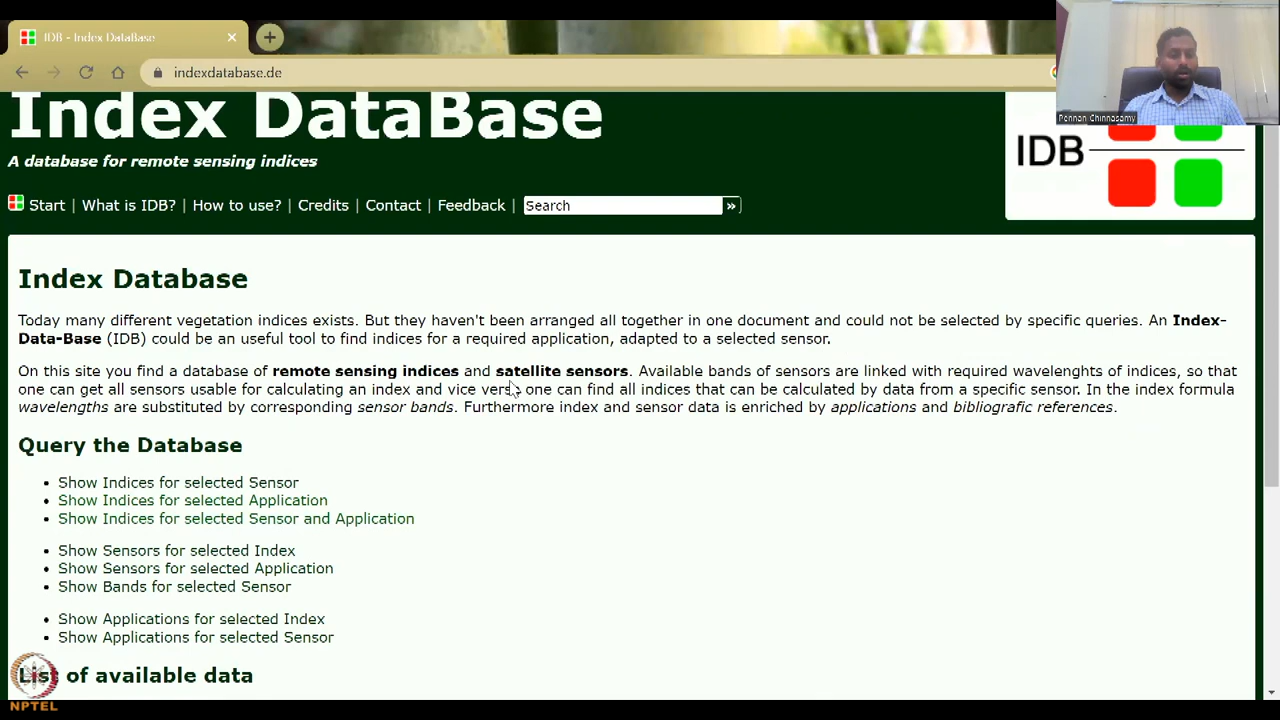 IDB - Index DataBase
indexdatabase.de
Pennan Chinnasamy
Index DataBase
A database for remote sensing indices
IDB
Start | What is IDB? | How to use? | Credits | Contact | Feedback | Search »
Index Database
Today many different vegetation indices exists. But they haven't been arranged all together in one document and could not be selected by specific queries. An Index-
Data-Base (IDB) could be an useful tool to find indices for a required application, adapted to a selected sensor.
On this site you find a database of remote sensing indices and satellite sensors. Available bands of sensors are linked with required wavelenghts of indices, so that
one can get all sensors usable for calculating an index and vice versa one can find all indices that can be calculated by data from a specific sensor. In the index formula
wavelengths are substituted by corresponding sensor bands. Furthermore index and sensor data is enriched by applications and bibliografic references.
Query the Database
• Show Indices for selected Sensor
• Show Indices for selected Application
• Show Indices for selected Sensor and Application
• Show Sensors for selected Index
• Show Sensors for selected Application
• Show Bands for selected Sensor
• Show Applications for selected Index
• Show Applications for selected Sensor
List of available data
NPTEL